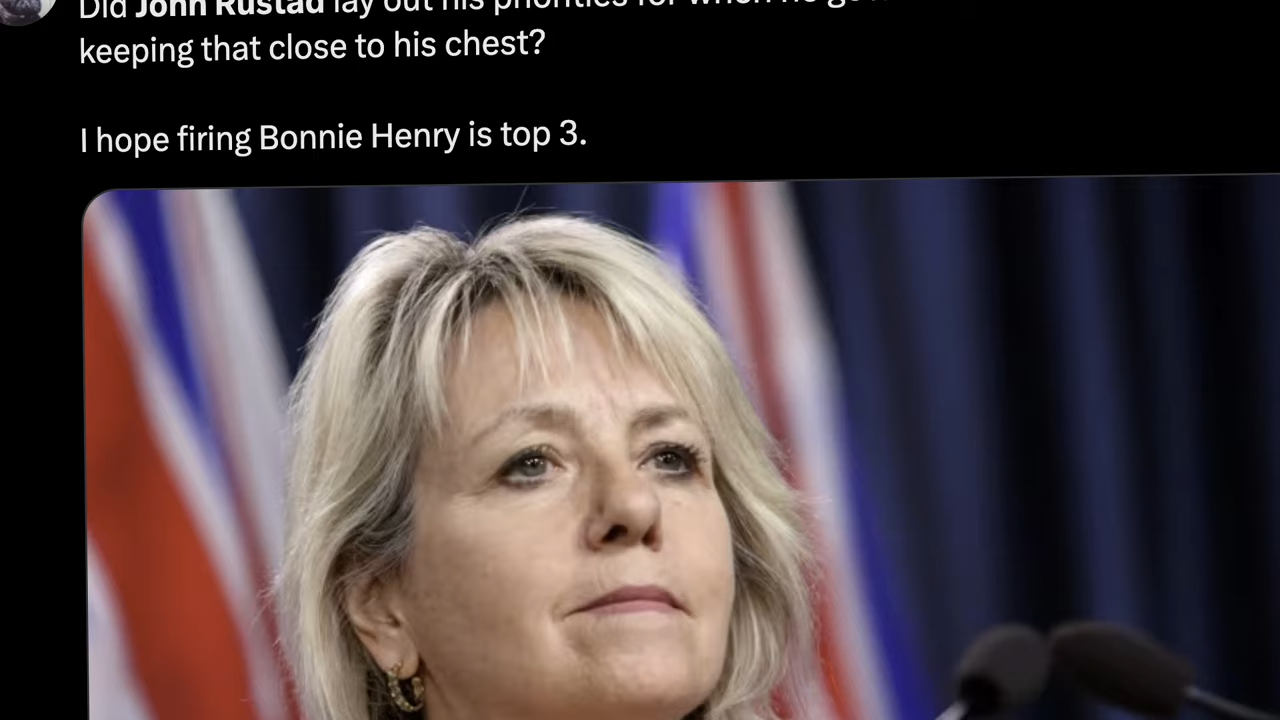 Did John Rustad lay out his priorities for when he
keeping that close to his chest?
I hope firing Bonnie Henry is top 3.